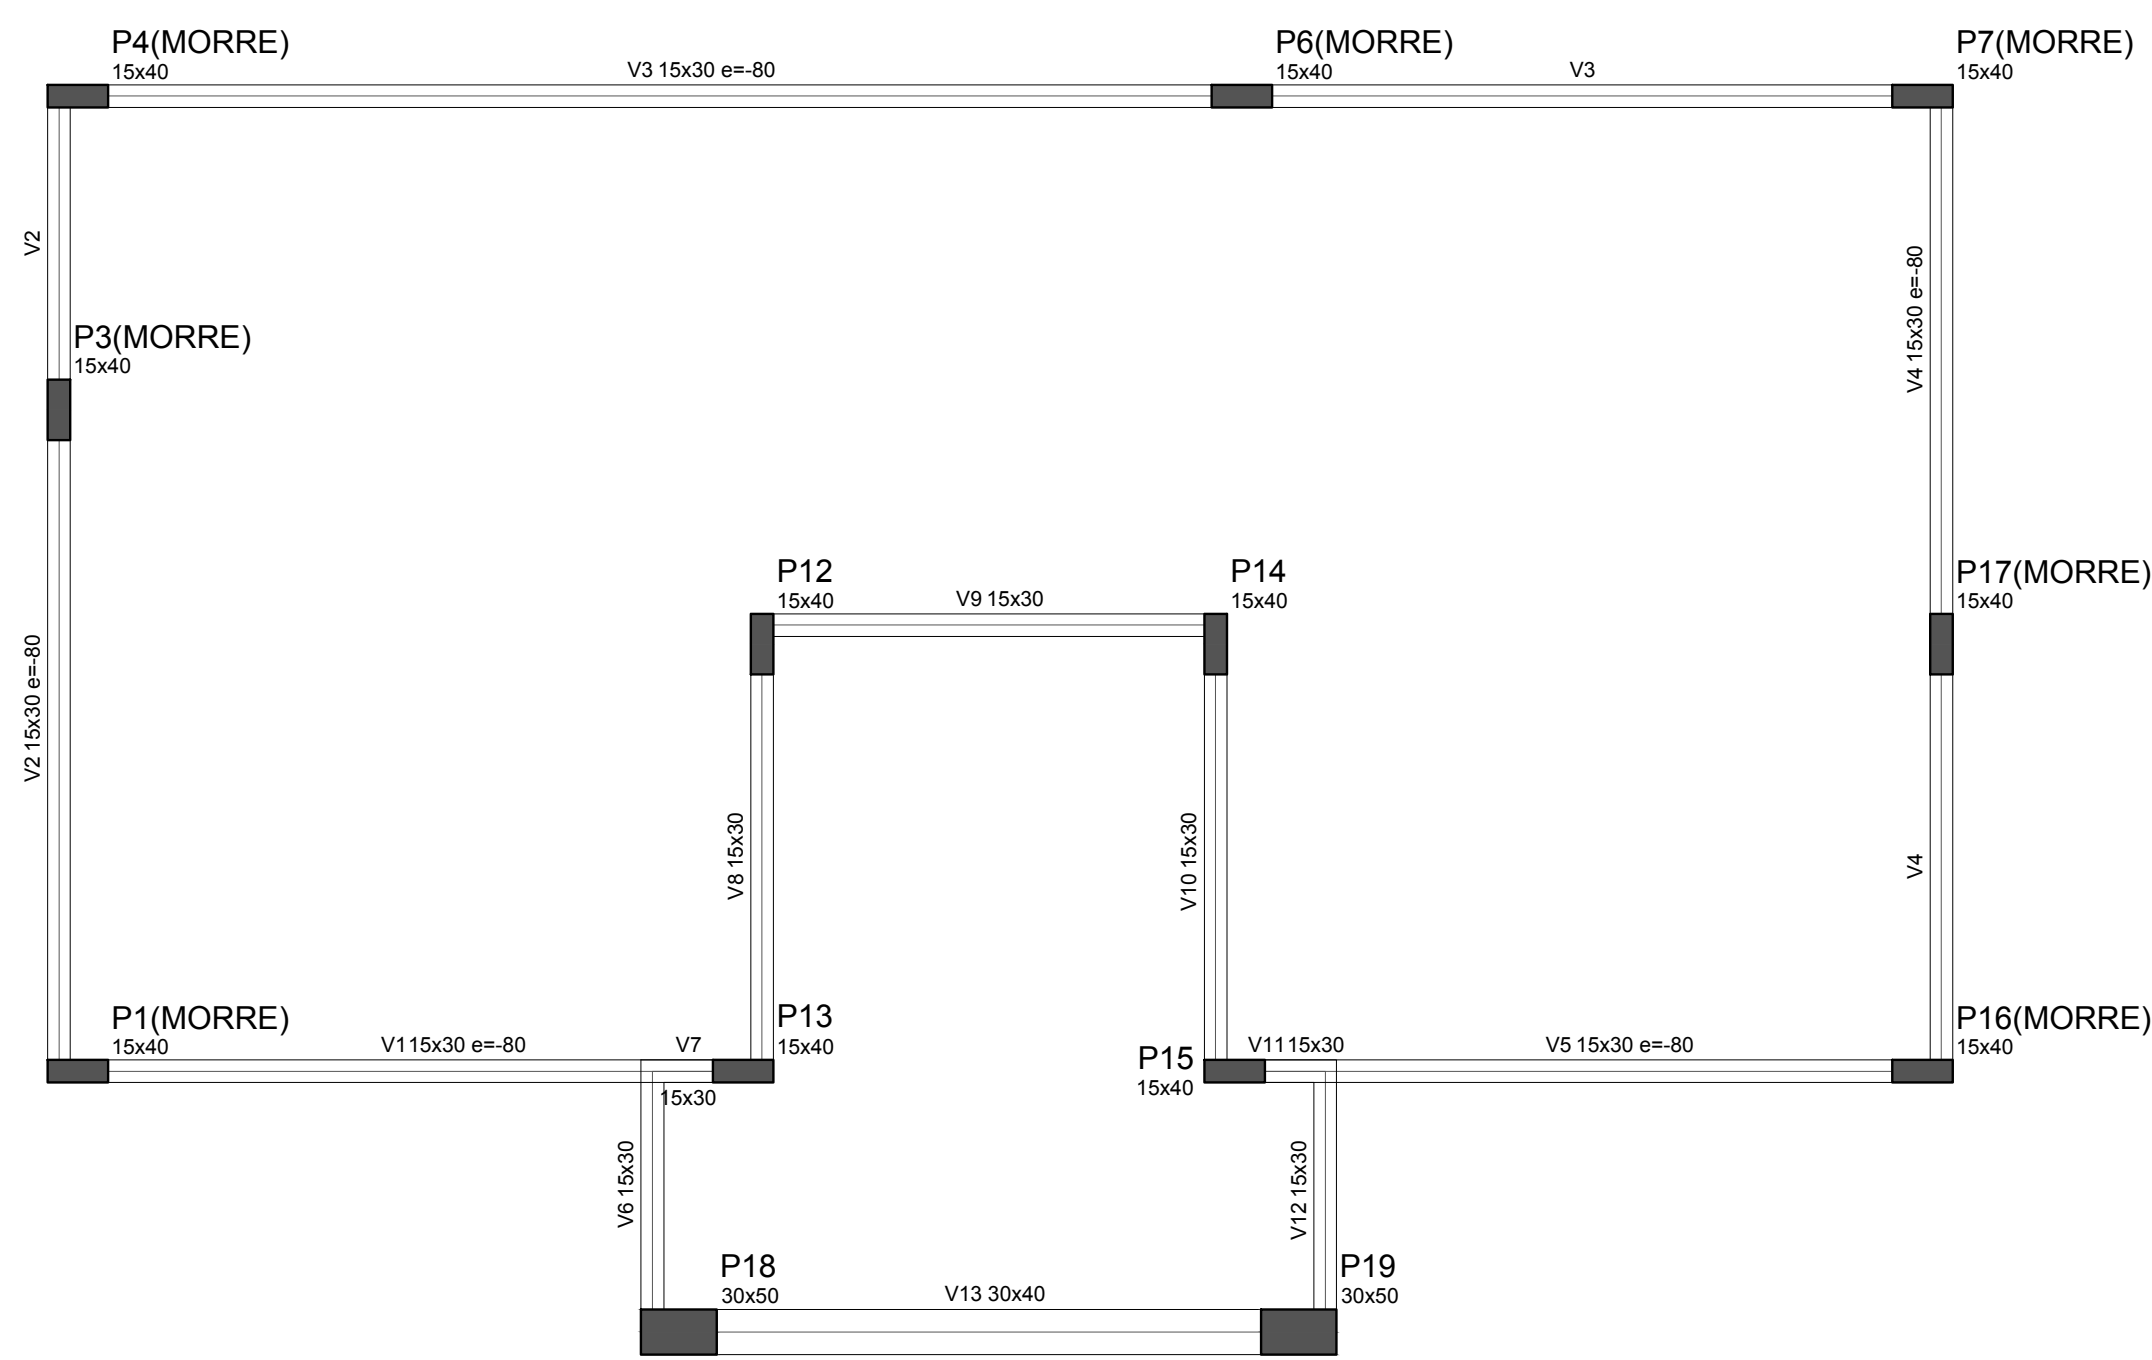 P4(MORRE)
15x40
V3 15x30 e=-80
P6(MORRE)
15x40
V3
P7(MORRE)
15x40
V2
V4 15x30 e=-80
P3(MORRE)
15x40
P12
15x40
V9 15x30
P14
15x40
P17(MORRE)
15x40
V2 15x30 e=-80
V8 15x30
V10 15x30
V4
P1(MORRE)
15x40
V1 15x30 e=-80
V7
15x30
P13
15x40
P15
15x40
V11 15x30
V5 15x30 e=-80
P16(MORRE)
15x40
V6 15x30
V12 15x30
P18
30x50
V13 30x40
P19
30x50